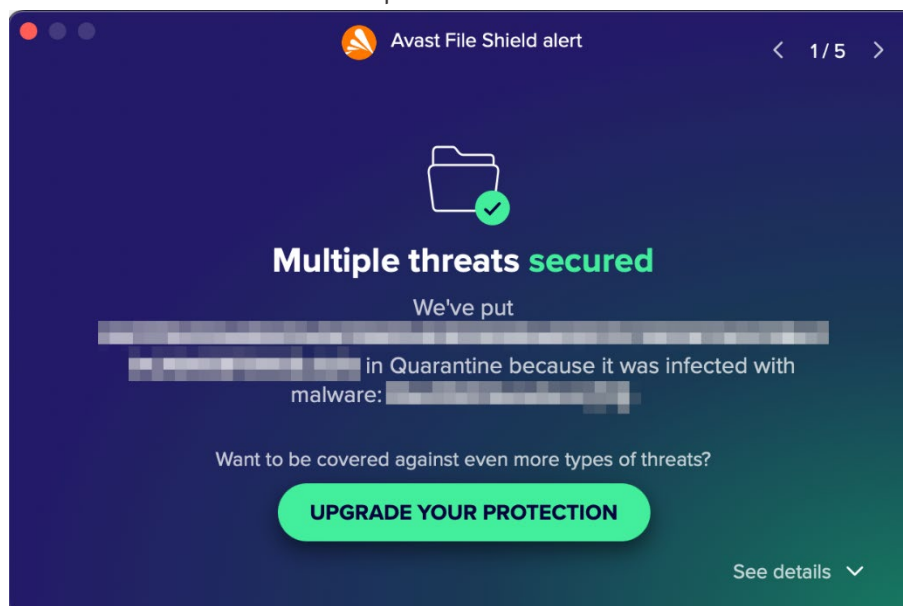 Avast File Shield alert
1/5
Multiple threats secured
We've put
in Quarantine because it was infected with
malware:
Want to be covered against even more types of threats?
UPGRADE YOUR PROTECTION
See details